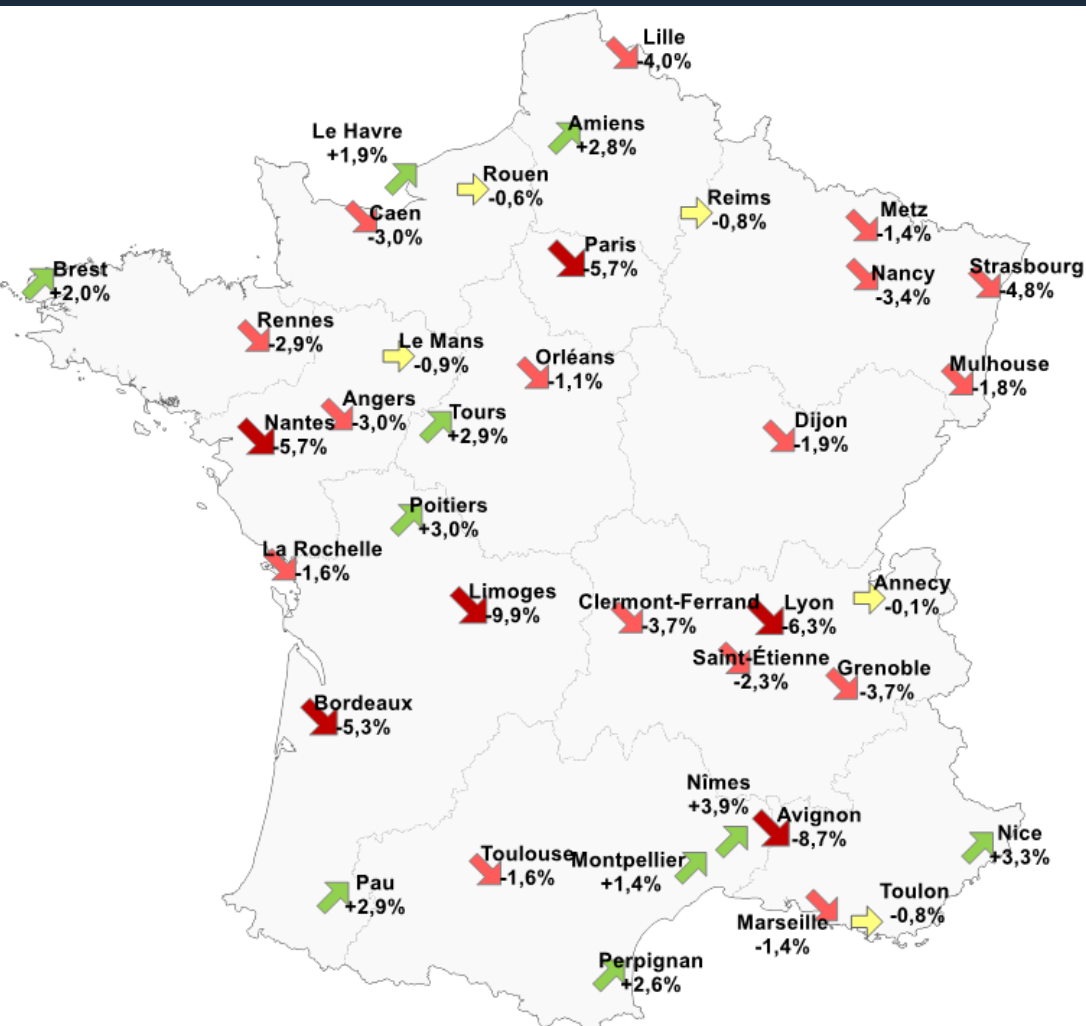 Lille
-4,0%
Amiens
+2,8%
Le Havre
+1,9%
Rouen
-0,6%
Reims
-0,8%
Caen
-3,0%
Metz
-1,4%
Paris
-5,7%
Brest
+2,0%
Nancy
-3,4%
Strasbourg
-4,8%
Rennes
-2,9%
Le Mans
-0,9%
Orléans
-1,1%
Mulhouse
-1,8%
Angers
-3,0%
Nantes
-5,7%
Tours
+2,9%
Dijon
-1,9%
Poitiers
+3,0%
La Rochelle
-1,6%
Limoges
-9,9%
Clermont-Ferrand
-3,7%
Lyon
-6,3%
Annecy
-0,1%
Saint-Étienne
-2,3%
Grenoble
-3,7%
Bordeaux
-5,3%
Nîmes
+3,9%
Avignon
-8,7%
Nice
+3,3%
Toulouse
-1,6%
Montpellier
+1,4%
Pau
+2,9%
Toulon
-0,8%
Marseille
-1,4%
Perpignan
+2,6%